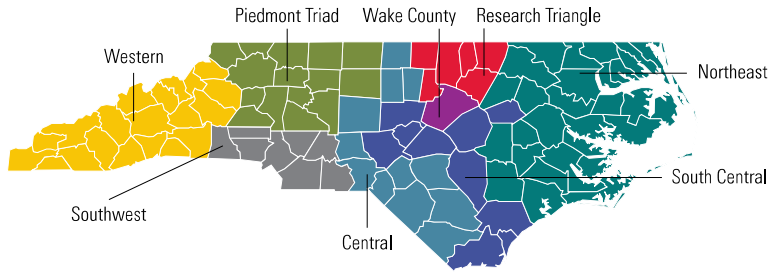 Piedmont Triad
Wake County
Research Triangle
Western
Northeast
South Central
Southwest
Central